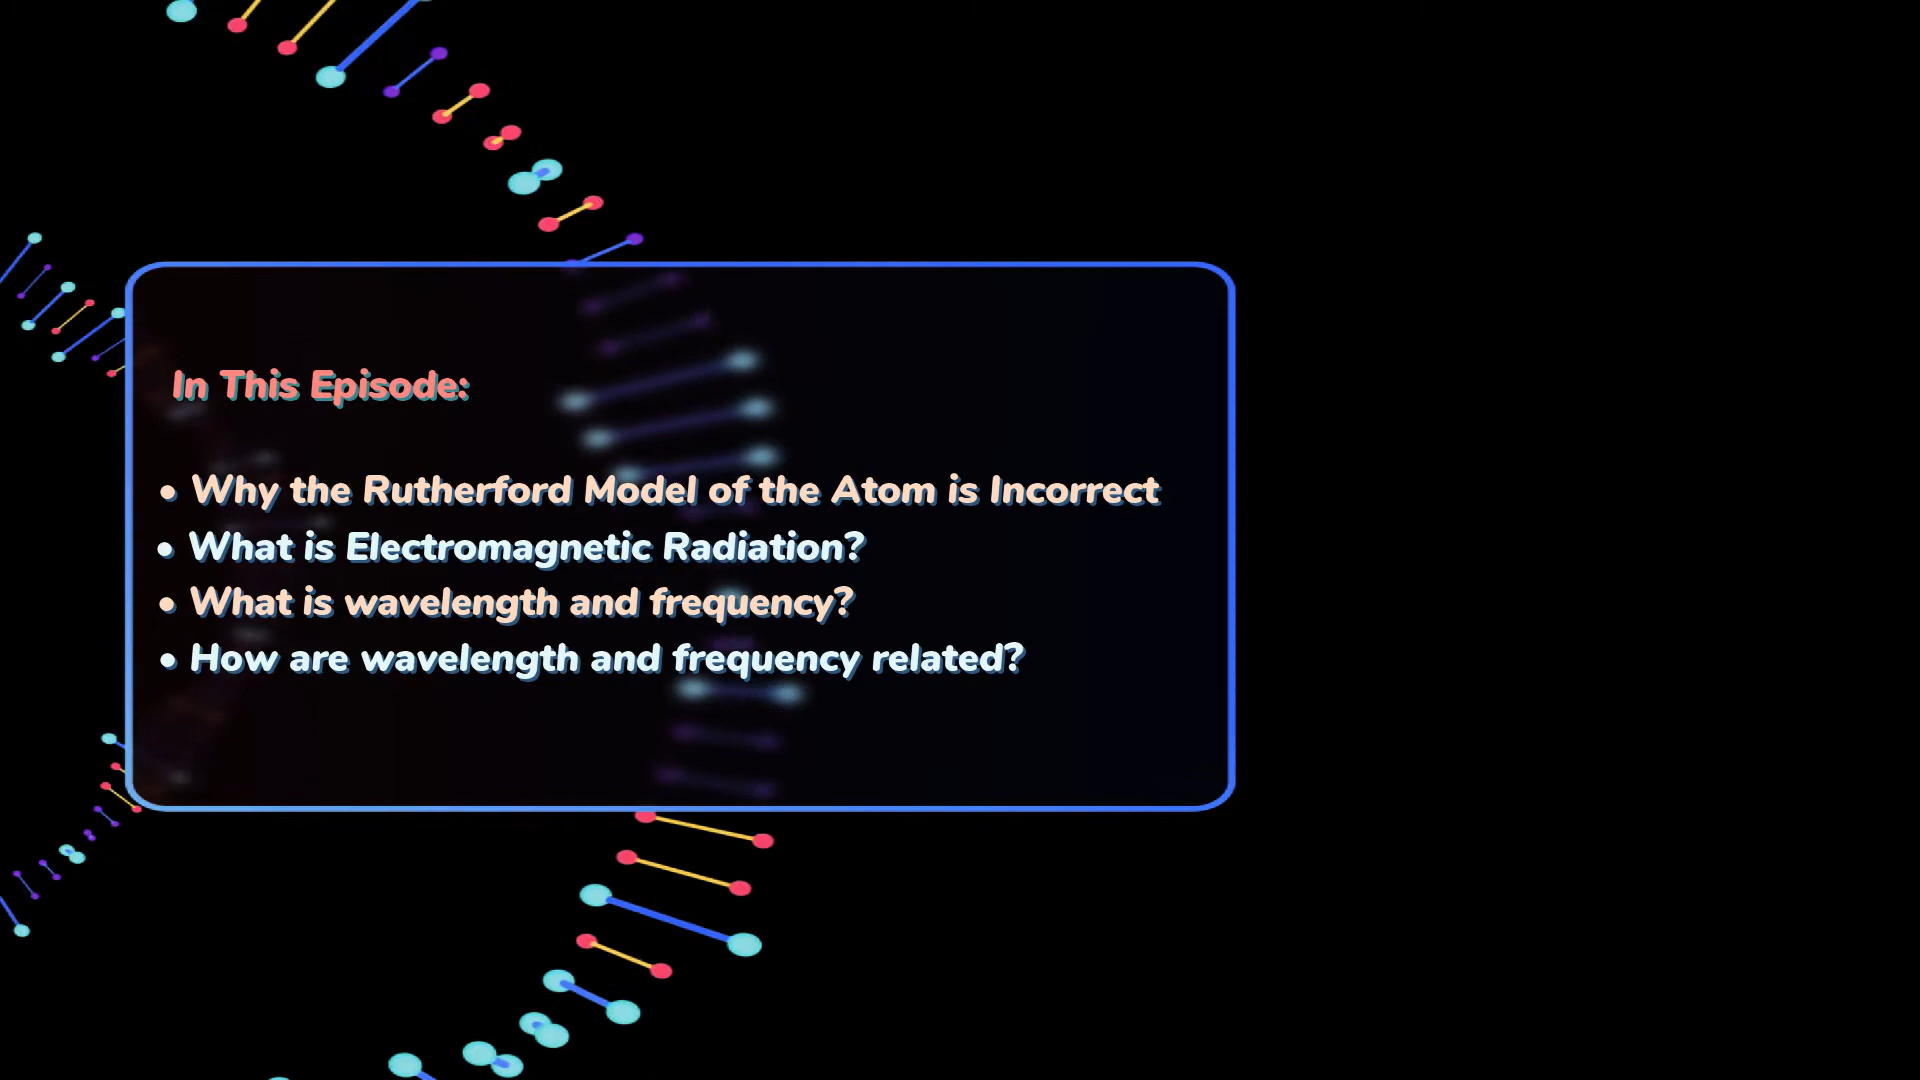 In This Episode:
• Why the Rutherford Model of the Atom is Incorrect
• What is Electromagnetic Radiation?
• What is wavelength and frequency?
• How are wavelength and frequency related?